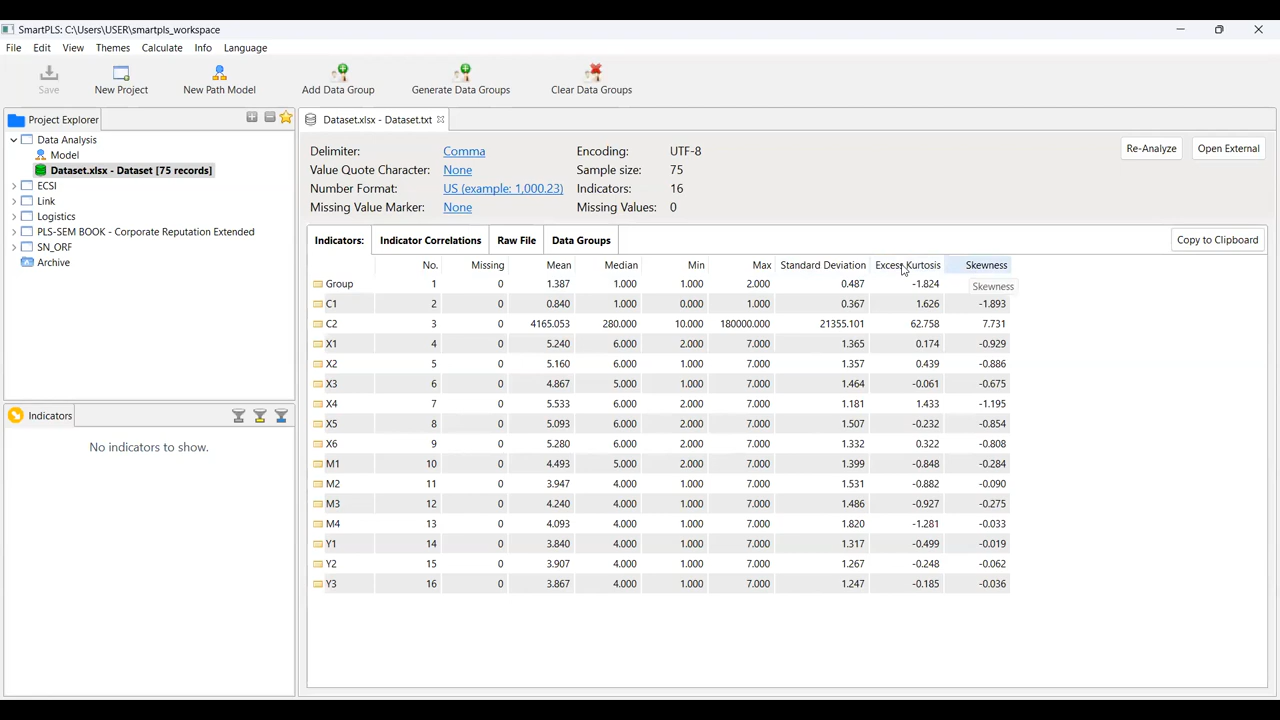 SmartPLS: C:\Users\USER\smartpls_workspace
File Edit View Themes Calculate Info Language
Save New Project New Path Model Add Data Group Generate Data Groups Clear Data Groups
Project Explorer
Data Analysis
Model
Dataset.xlsx - Dataset [75 records]
ECSI
Link
Logistics
PLS-SEM BOOK - Corporate Reputation Extended
SN_ORF
Archive
Indicators
No indicators to show.
Dataset.xlsx - Dataset.txt
Delimiter: Comma Encoding: UTF-8 Re-Analyze Open External
Value Quote Character: None Sample size: 75
Number Format: US (example: 1,000.23) Indicators: 16
Missing Value Marker: None Missing Values: 0
Indicators: Indicator Correlations Raw File Data Groups Copy to Clipboard
No. Missing Mean Median Min Max Standard Deviation Excess Kurtosis Skewness
Group 1 0 1.387 1.000 1.000 2.000 0.487 -1.824 Skewness
C1 2 0 0.840 1.000 0.000 1.000 0.367 1.626 -1.893
C2 3 0 4165.053 280.000 10.000 180000.000 21355.101 62.758 7.731
X1 4 0 5.240 6.000 2.000 7.000 1.365 0.174 -0.929
X2 5 0 5.160 6.000 1.000 7.000 1.357 0.439 -0.886
X3 6 0 4.867 5.000 1.000 7.000 1.464 -0.061 -0.675
X4 7 0 5.533 6.000 2.000 7.000 1.181 1.433 -1.195
X5 8 0 5.093 6.000 2.000 7.000 1.507 -0.232 -0.854
X6 9 0 5.280 6.000 2.000 7.000 1.332 0.322 -0.808
M1 10 0 4.493 5.000 2.000 7.000 1.399 -0.848 -0.284
M2 11 0 3.947 4.000 1.000 7.000 1.531 -0.882 -0.090
M3 12 0 4.240 4.000 1.000 7.000 1.486 -0.927 -0.275
M4 13 0 4.093 4.000 1.000 7.000 1.820 -1.281 -0.033
Y1 14 0 3.840 4.000 1.000 7.000 1.317 -0.499 -0.019
Y2 15 0 3.907 4.000 1.000 7.000 1.267 -0.248 -0.062
Y3 16 0 3.867 4.000 1.000 7.000 1.247 -0.185 -0.036